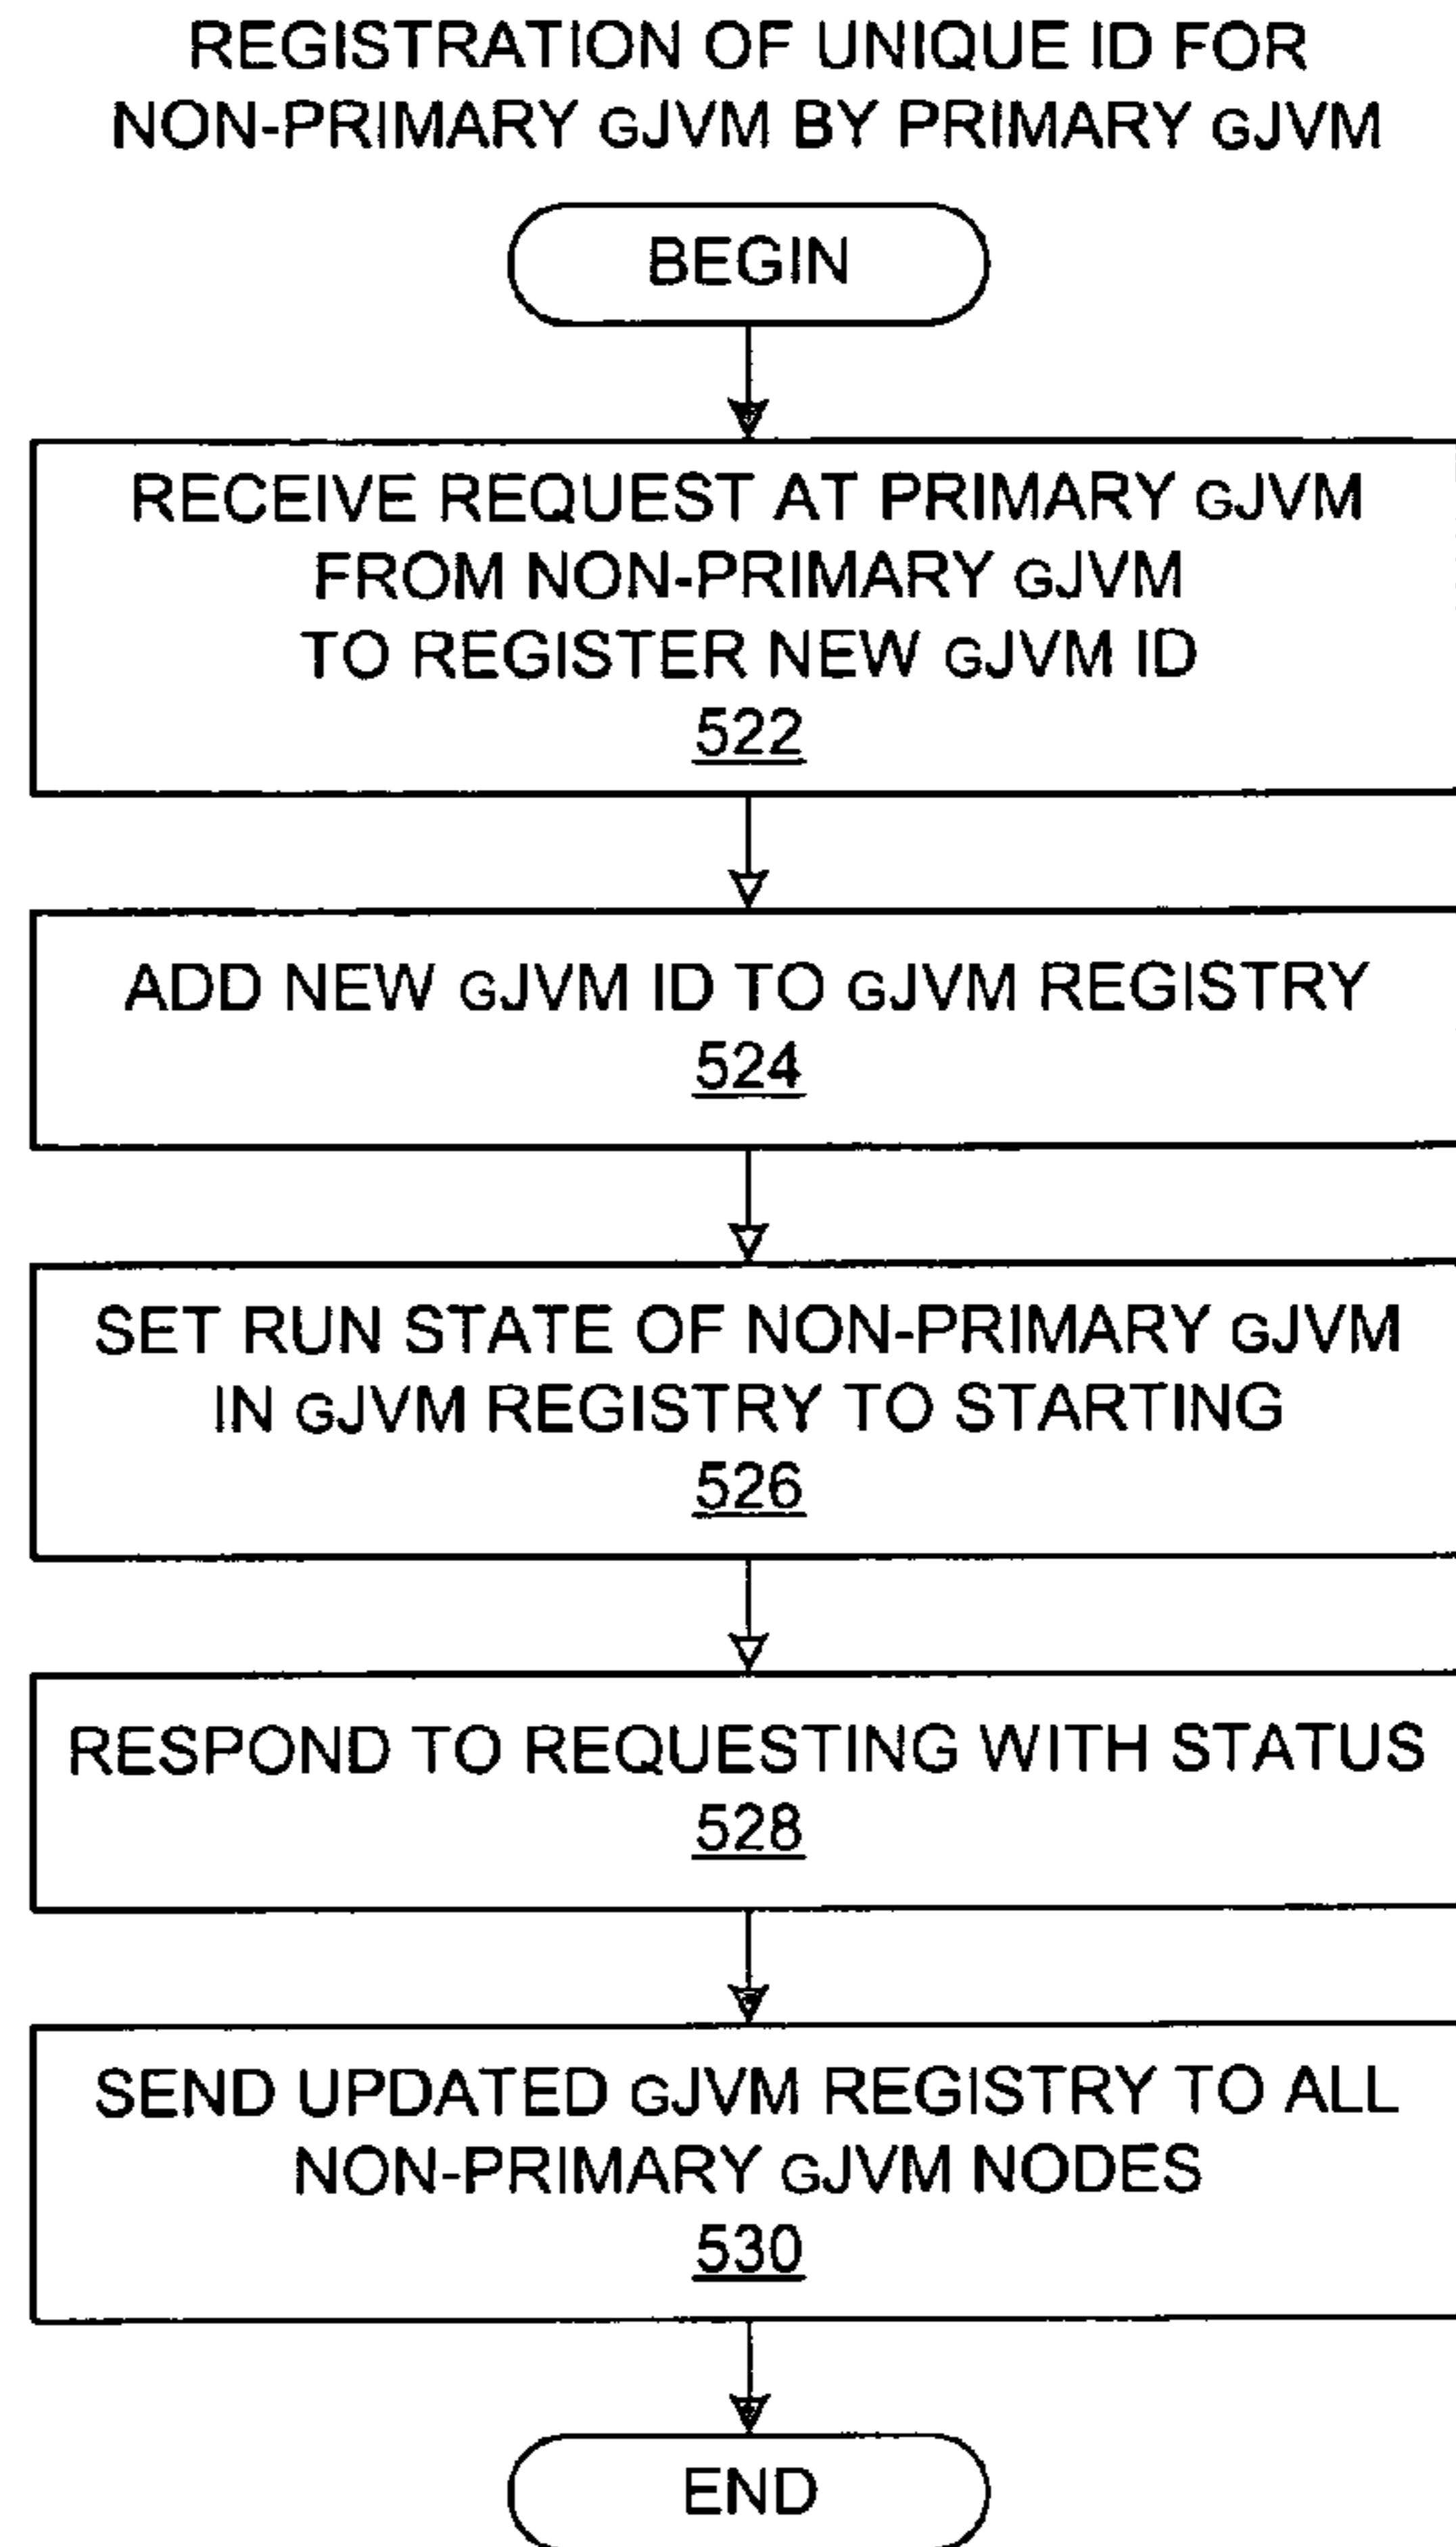 REGISTRATION OF UNIQUE ID FOR
NON-PRIMARY GJVM BY PRIMARY GJVM
BEGIN
RECEIVE REQUEST AT PRIMARY GJVM
FROM NON-PRIMARY GJVM
TO REGISTER NEW GJVM ID
522
ADD NEW GJVM ID TO GJVM REGISTRY
524
SET RUN STATE OF NON-PRIMARY GJVM
IN GJVM REGISTRY TO STARTING
526
RESPOND TO REQUESTING WITH STATUS
528
SEND UPDATED GJVM REGISTRY TO ALL
NON-PRIMARY GJVM NODES
530
END